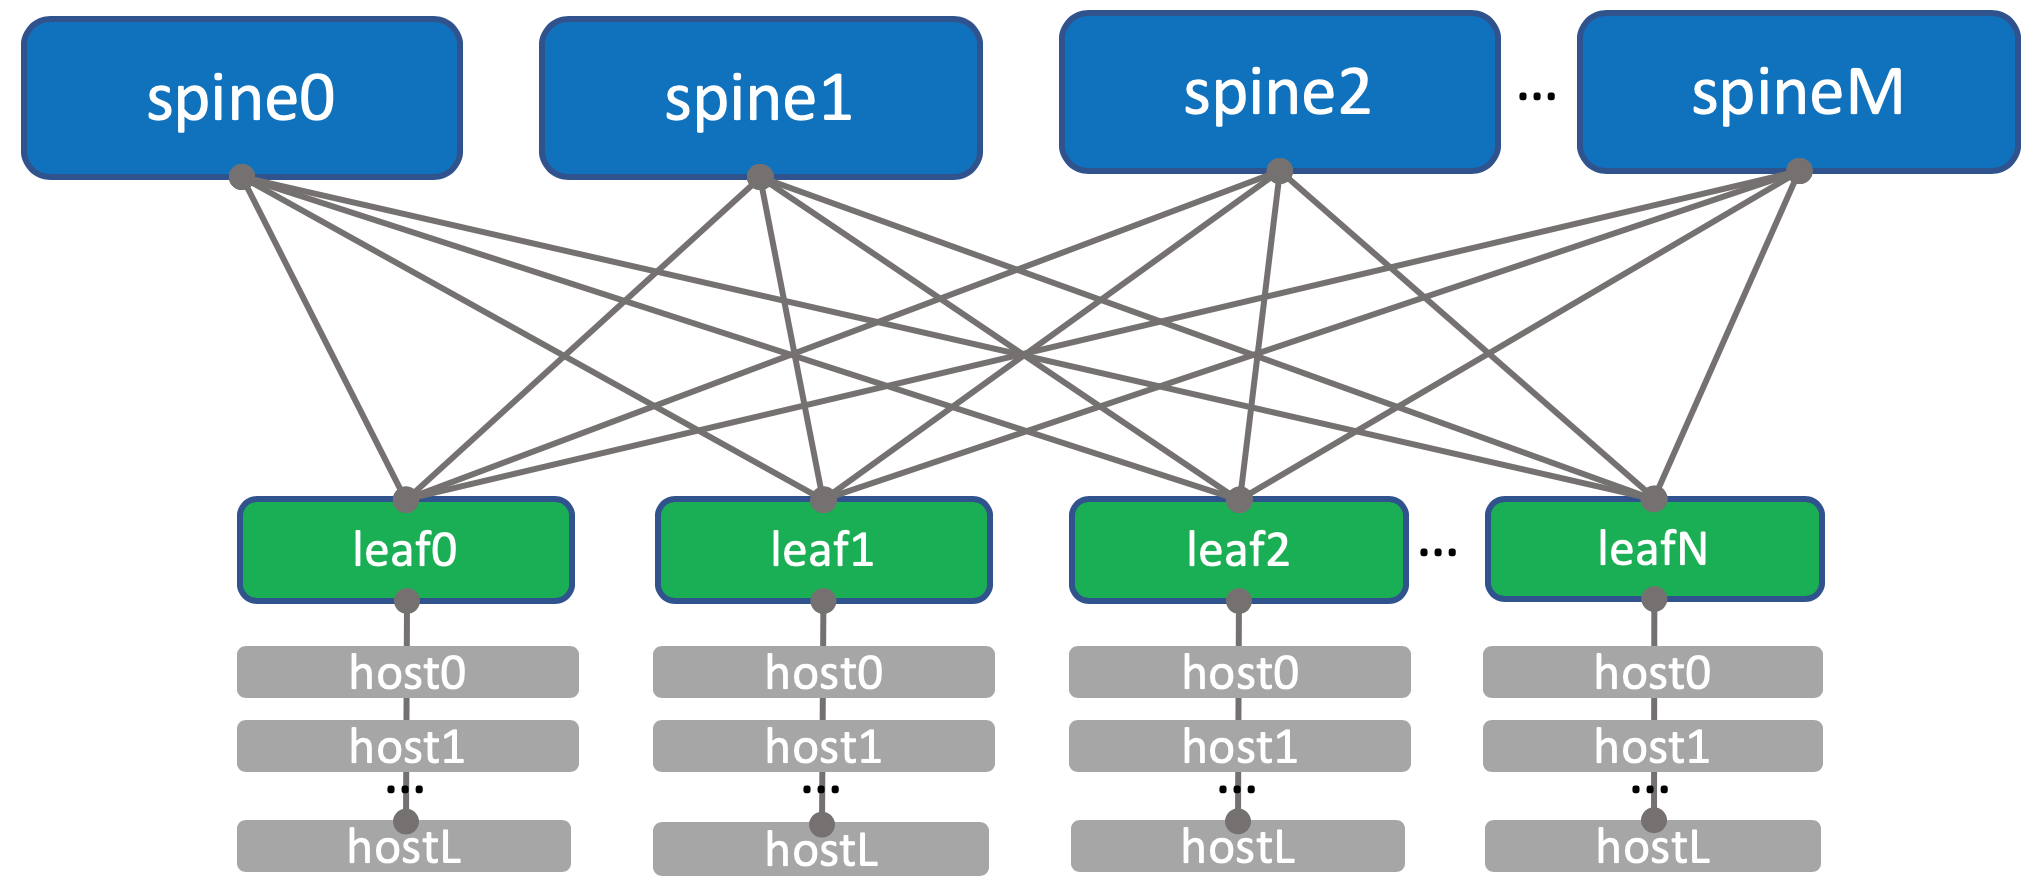 spine0 spine1 spine2 ... spineM
leaf0 leaf1 leaf2 ... leafN
host0 host0 host0 host0
host1 host1 host1 host1
... ... ... ...
hostL hostL hostL hostL